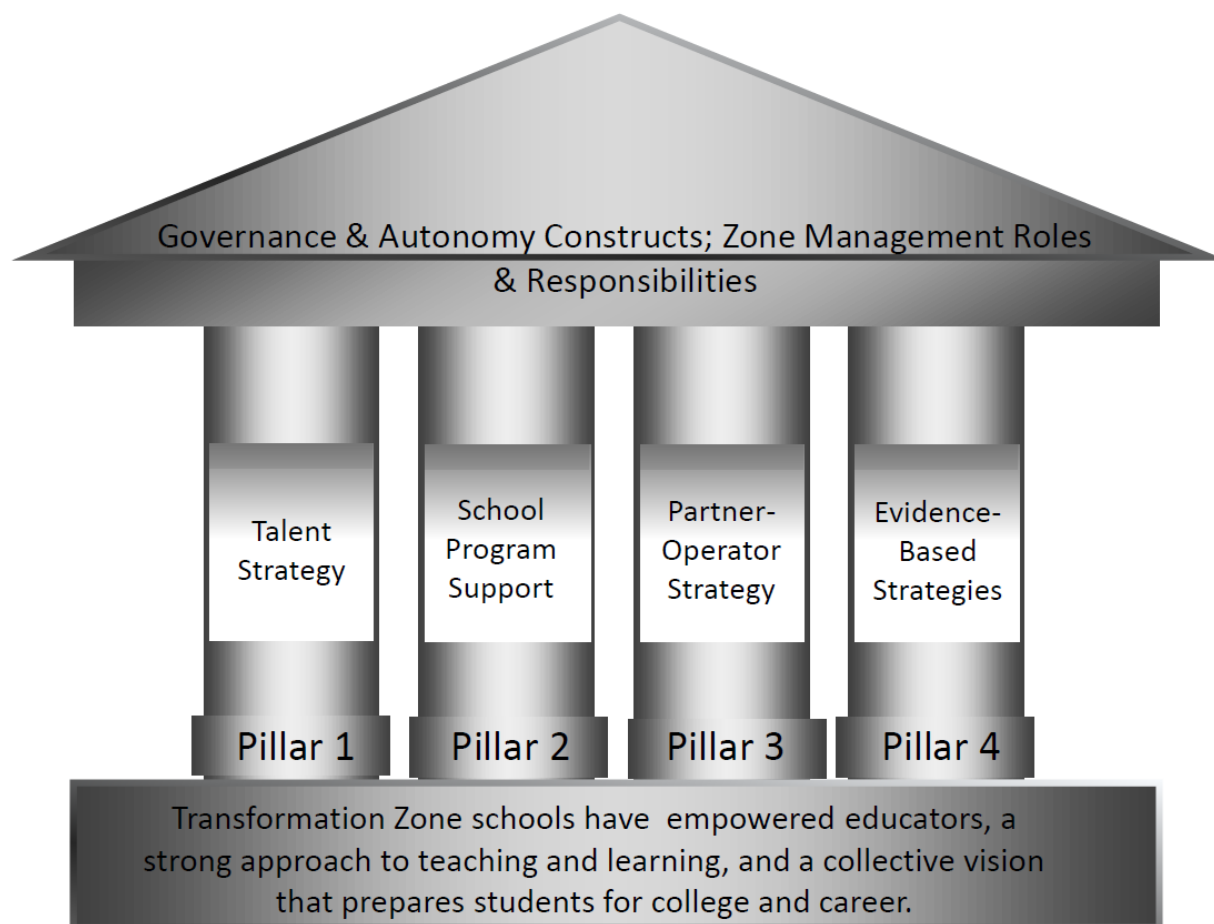 Governance & Autonomy Constructs; Zone Management Roles
& Responsibilities
Talent
Strategy
School
Program
Support
Partner-
Operator
Strategy
Evidence-
Based
Strategies
Pillar 1
Pillar 2
Pillar 3
Pillar 4
Transformation Zone schools have  empowered educators, a
strong approach to teaching and learning, and a collective vision
that prepares students for college and career.